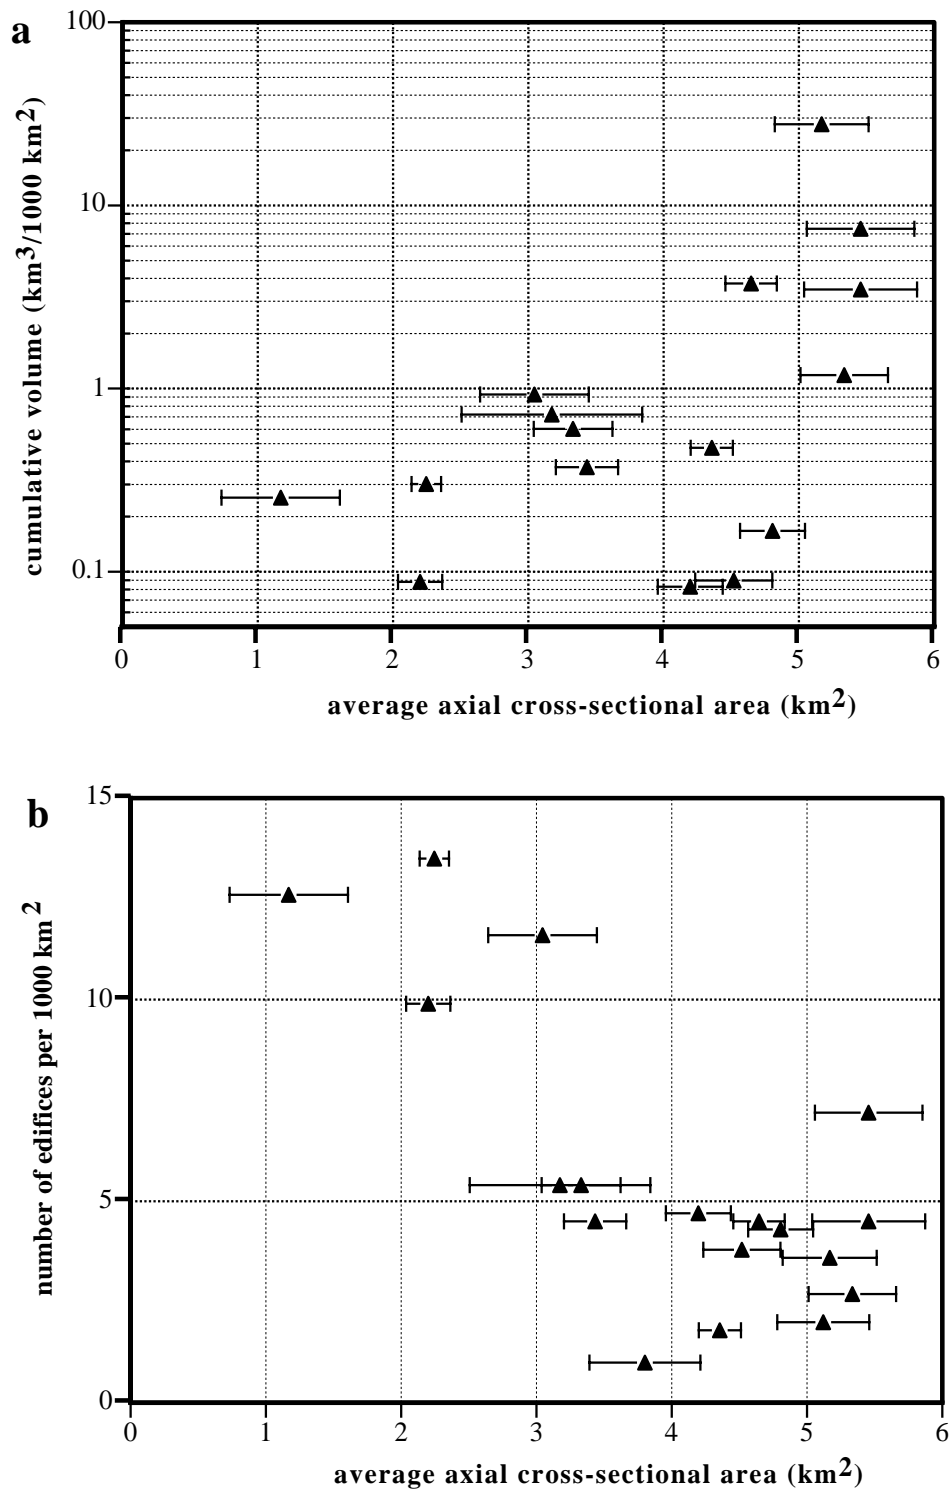 a
100
10
1
0.1
cumulative volume (km3/1000 km2)
0 1 2 3 4 5 6
average axial cross-sectional area (km2)
b
15
10
5
0
number of edifices per 1000 km2
0 1 2 3 4 5 6
average axial cross-sectional area (km2)